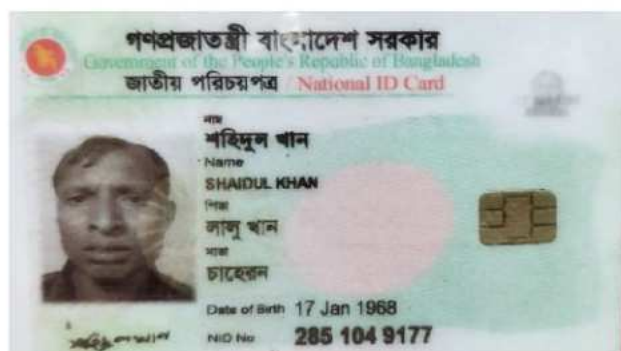 গণপ্রজাতন্ত্রী বাংলাদেশ সরকার
Government of the People's Republic of Bangladesh
জাতীয় পরিচয়পত্র / National ID Card
নাম
শহিদুল খান
Name
SHAIDUL KHAN
পিতা
লালু খান
মাতা
চাহেরন
Date of Birth 17 Jan 1968
NID No 285 104 9177